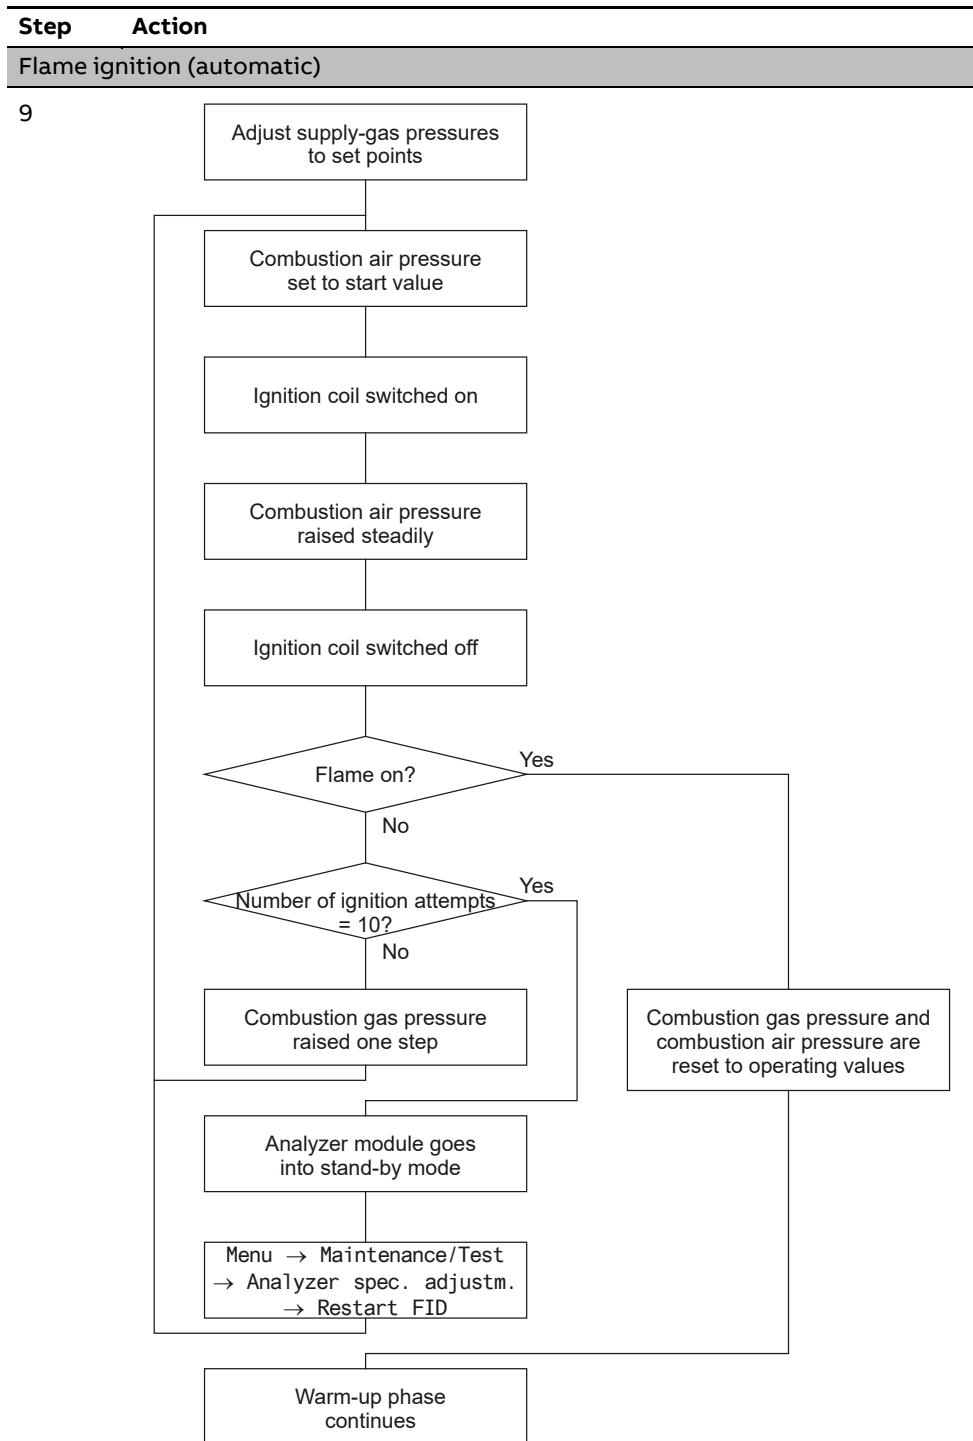 Step Action
Flame ignition (automatic)
9
Adjust supply-gas pressures
to set points
Combustion air pressure
set to start value
Ignition coil switched on
Combustion air pressure
raised steadily
Ignition coil switched off
Flame on?
Yes
No
Number of ignition attempts
= 10?
Yes
No
Combustion gas pressure
raised one step
Combustion gas pressure and
combustion air pressure are
reset to operating values
Analyzer module goes
into stand-by mode
Menu → Maintenance/Test
→ Analyzer spec. adjustm.
→ Restart FID
Warm-up phase
continues